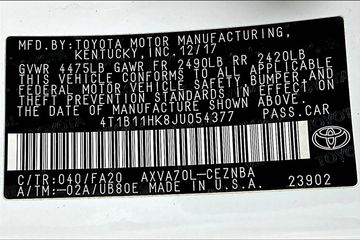 MFD. BY: TOYOTA MOTOR MANUFACTURING,
KENTUCKY, INC. 12/17
GVWR 4475LB GAWR FR 2490LB RR 2420LB
THIS VEHICLE CONFORMS TO ALL APPLICABLE
FEDERAL MOTOR VEHICLE SAFETY, BUMPER, AND
THEFT PREVENTION STANDARDS IN EFFECT ON
THE DATE OF MANUFACTURE SHOWN ABOVE.
4T1B11HK8JU054377 PASS. CAR
TOYOTA
C/TR: 040/FA20 AXVA70L-CEZNBA
A/TM: -02A/UB80E MADE IN U.S.A. 23902